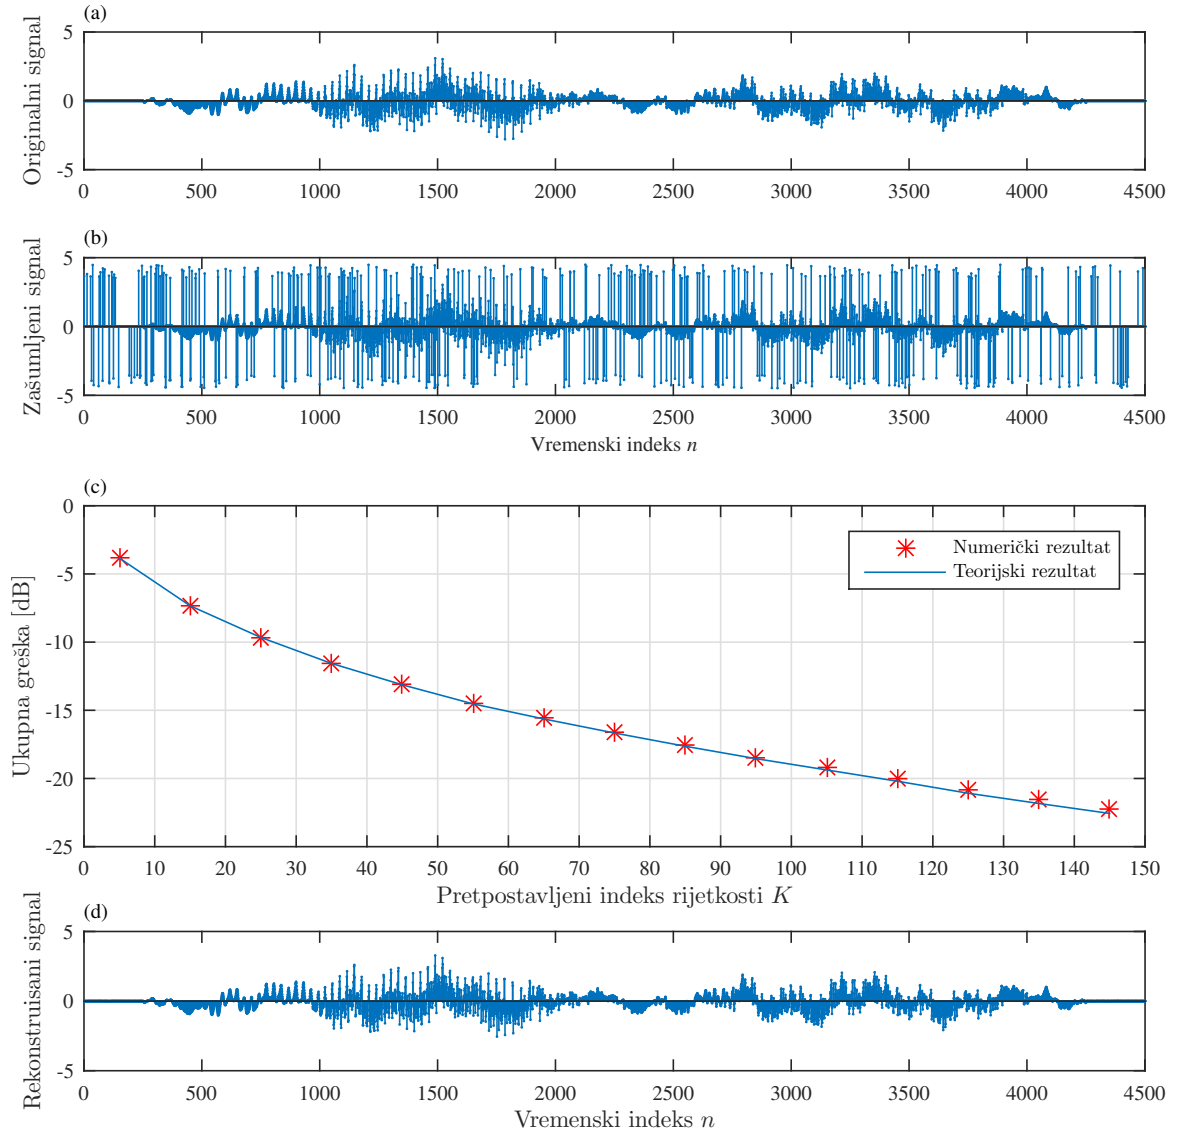 (a)
Originalni signal
5
0
-5
0 500 1000 1500 2000 2500 3000 3500 4000 4500
(b)
Zašumljeni signal
5
0
-5
0 500 1000 1500 2000 2500 3000 3500 4000 4500
Vremenski indeks n
(c)
Ukupna greška [dB]
0
-5
-10
-15
-20
-25
Numerički rezultat
Teorijski rezultat
0 10 20 30 40 50 60 70 80 90 100 110 120 130 140 150
Pretpostavljeni indeks rijetkosti K
(d)
Rekonstruisani signal
5
0
-5
0 500 1000 1500 2000 2500 3000 3500 4000 4500
Vremenski indeks n